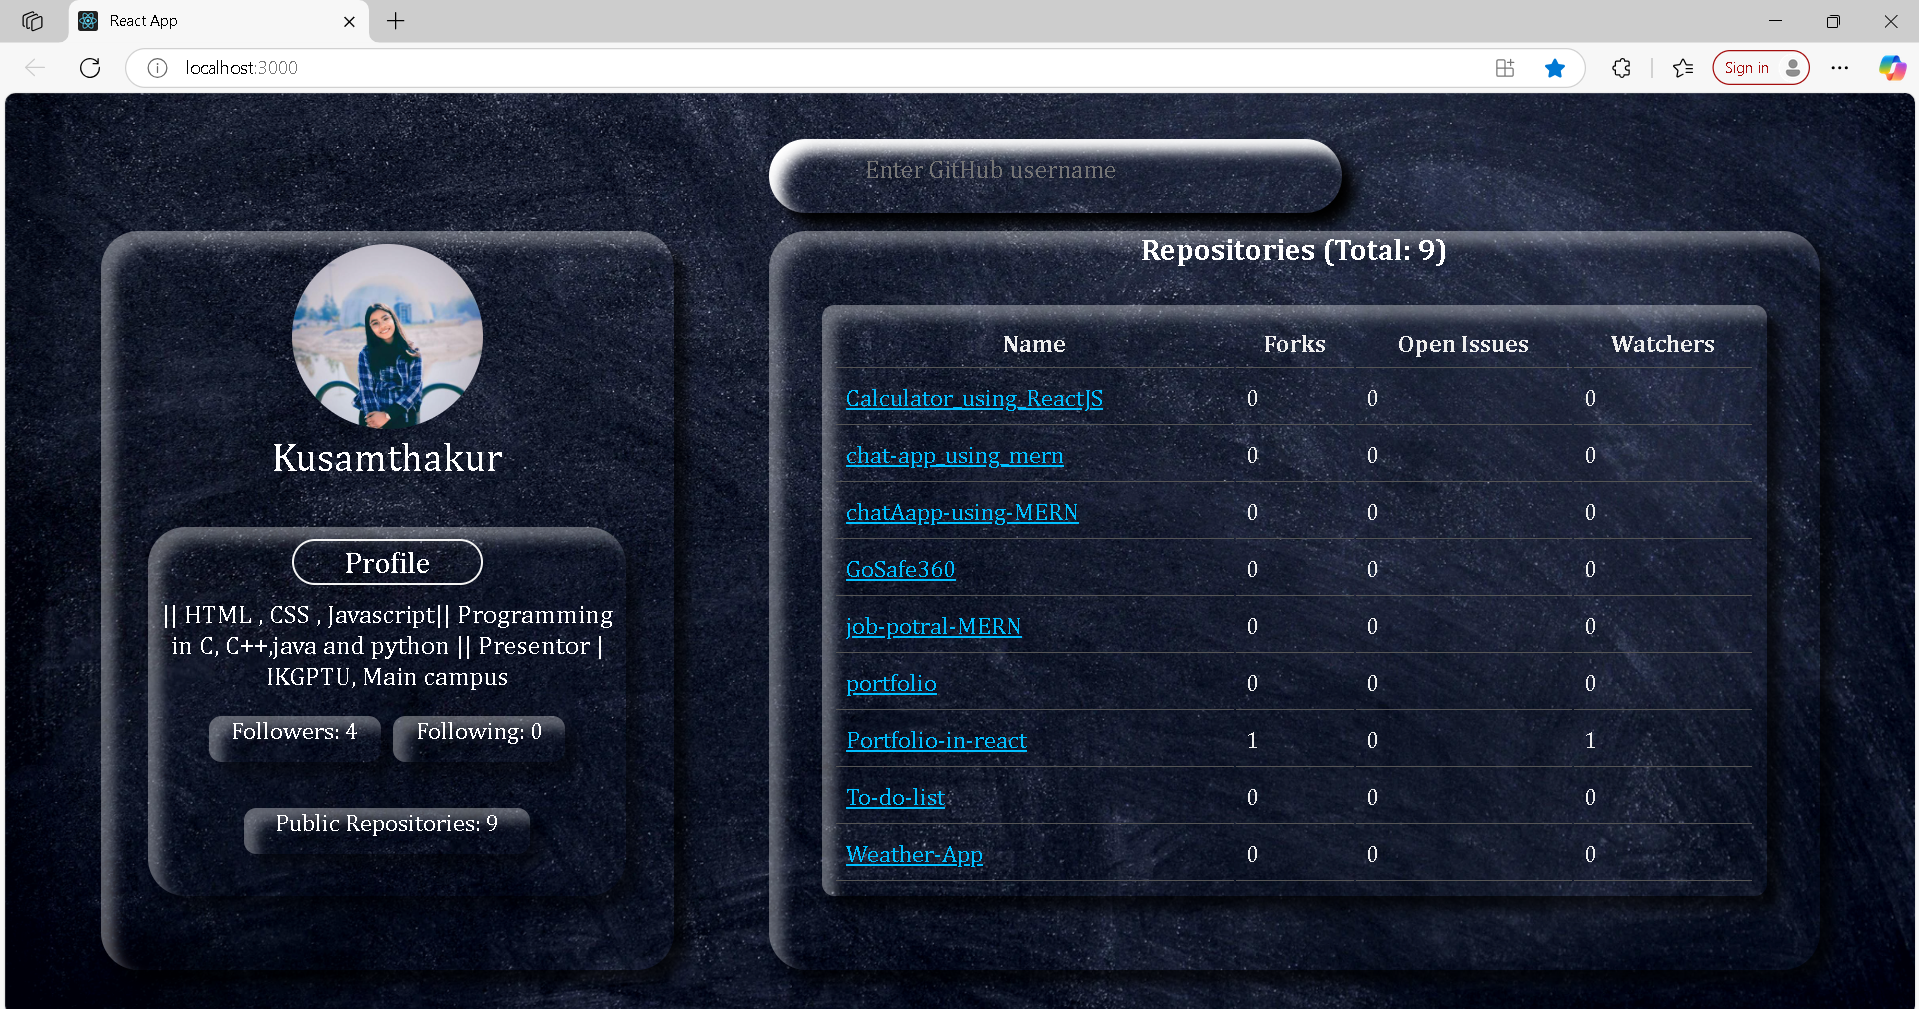 React App
localhost:3000
Sign in
Enter GitHub username
Kusamthakur
Profile
|| HTML , CSS , Javascript|| Programming
in C, C++,java and python || Presentor |
IKGPTU, Main campus
Followers: 4 Following: 0
Public Repositories: 9
Repositories (Total: 9)
Name Forks Open Issues Watchers
Calculator_using_ReactJS 0 0 0
chat-app_using_mern 0 0 0
chatAapp-using-MERN 0 0 0
GoSafe360 0 0 0
job-potral-MERN 0 0 0
portfolio 0 0 0
Portfolio-in-react 1 0 1
To-do-list 0 0 0
Weather-App 0 0 0